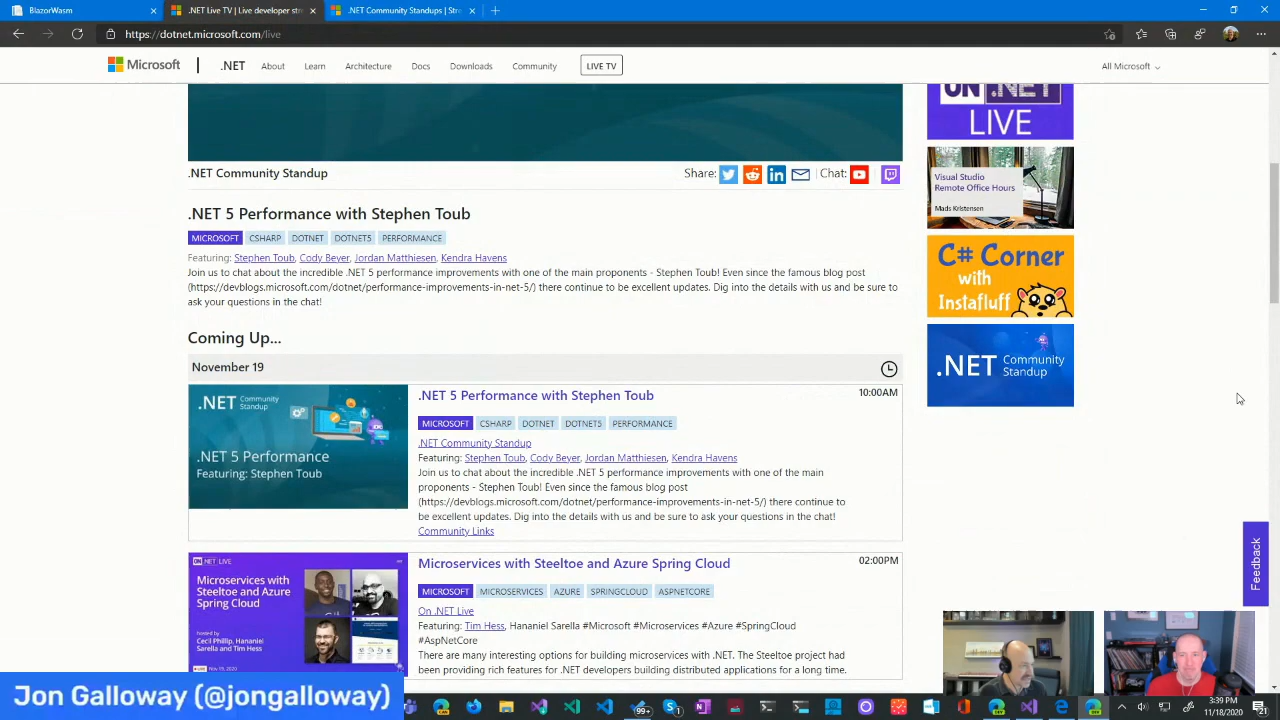 BlazorWasm
.NET Live TV | Live developer str
.NET Community Standups | Stre
https://dotnet.microsoft.com/live
Microsoft
.NET
About
Learn
Architecture
Docs
Downloads
Community
LIVE TV
All Microsoft
ON .NET
LIVE
.NET Community Standup
Share:
Chat:
Visual Studio
Remote Office Hours
Mads Kristensen
.NET 5 Performance with Stephen Toub
MICROSOFT CSHARP DOTNET DOTNET5 PERFORMANCE
Featuring: Stephen Toub, Cody Beyer, Jordan Matthiesen, Kendra Havens
Join us to chat about the incredible .NET 5 performance improvements with one of the main proponents - Stephen Toub! Even since the famous blog post
(https://devblogs.microsoft.com/dotnet/performance-improvements-in-net-5/) there continue to be excellent updates. Dig into the details with us and be sure to
ask your questions in the chat!
C# Corner
with
Instafluff
Coming Up...
November 19
.NET Community
Standup
.NET Community
Standup
.NET 5 Performance
Featuring: Stephen Toub
.NET 5 Performance with Stephen Toub
10:00AM
MICROSOFT CSHARP DOTNET DOTNET5 PERFORMANCE
.NET Community Standup
Featuring: Stephen Toub, Cody Beyer, Jordan Matthiesen, Kendra Havens
Join us to chat about the incredible .NET 5 performance improvements with one of the main
proponents - Stephen Toub! Even since the famous blog post
(https://devblogs.microsoft.com/dotnet/performance-improvements-in-net-5/) there continue to
be excellent updates. Dig into the details with us and be sure to ask your questions in the chat!
Community Links
Feedback
ON .NET LIVE
Microservices with
Steeltoe and Azure
Spring Cloud
hosted by
Cecil Phillip, Hananiel
Sarella and Tim Hess
LIVE Nov 19, 2020
Microservices with Steeltoe and Azure Spring Cloud
02:00PM
MICROSOFT MICROSERVICES AZURE SPRINGCLOUD ASPNETCORE
On .NET Live
Featuring: Tim Hess, Hananiel Sarella #Microsoft #Microservices #Azure #SpringCloud
#AspNetCore
There are many interesting options for building microservices with .NET. The Steeltoe project had
been providing rich features for .NET developers building distributed applications for a long time.
Jon Galloway (@jongalloway)
99+
3:39 PM
11/18/2020